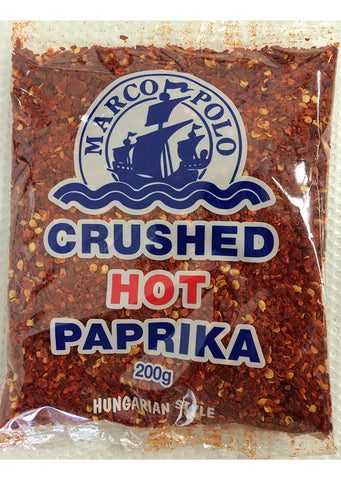 MARCO POLO
CRUSHED
HOT
PAPRIKA
200g
HUNGARIAN STYLE